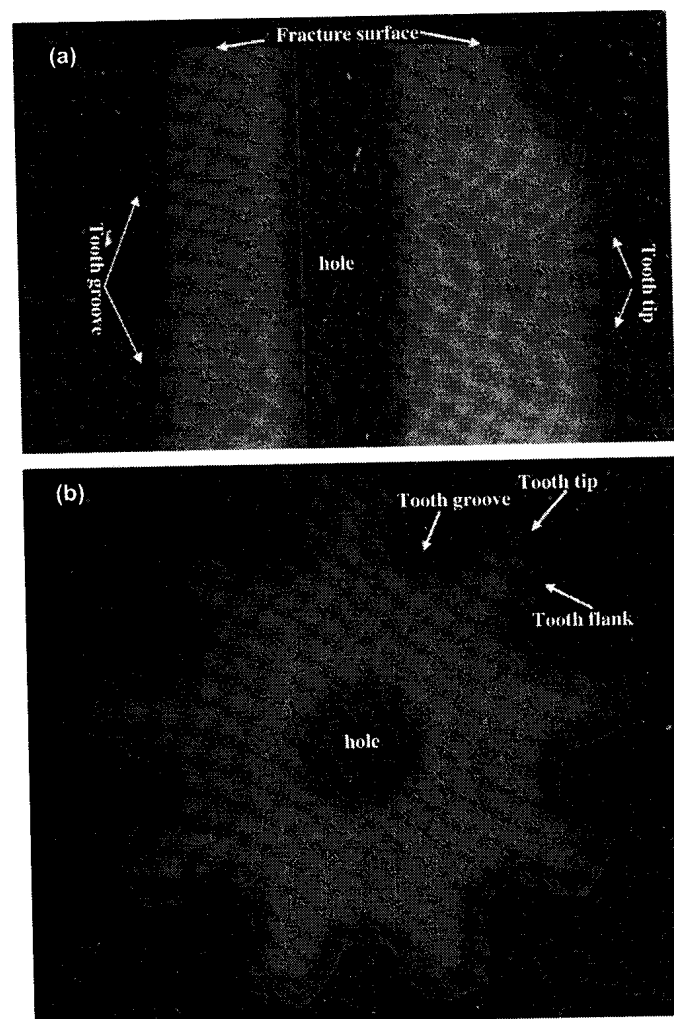 (a)
Fracture surface
Tooth groove
hole
Tooth tip
(b)
Tooth groove
Tooth tip
Tooth flank
hole